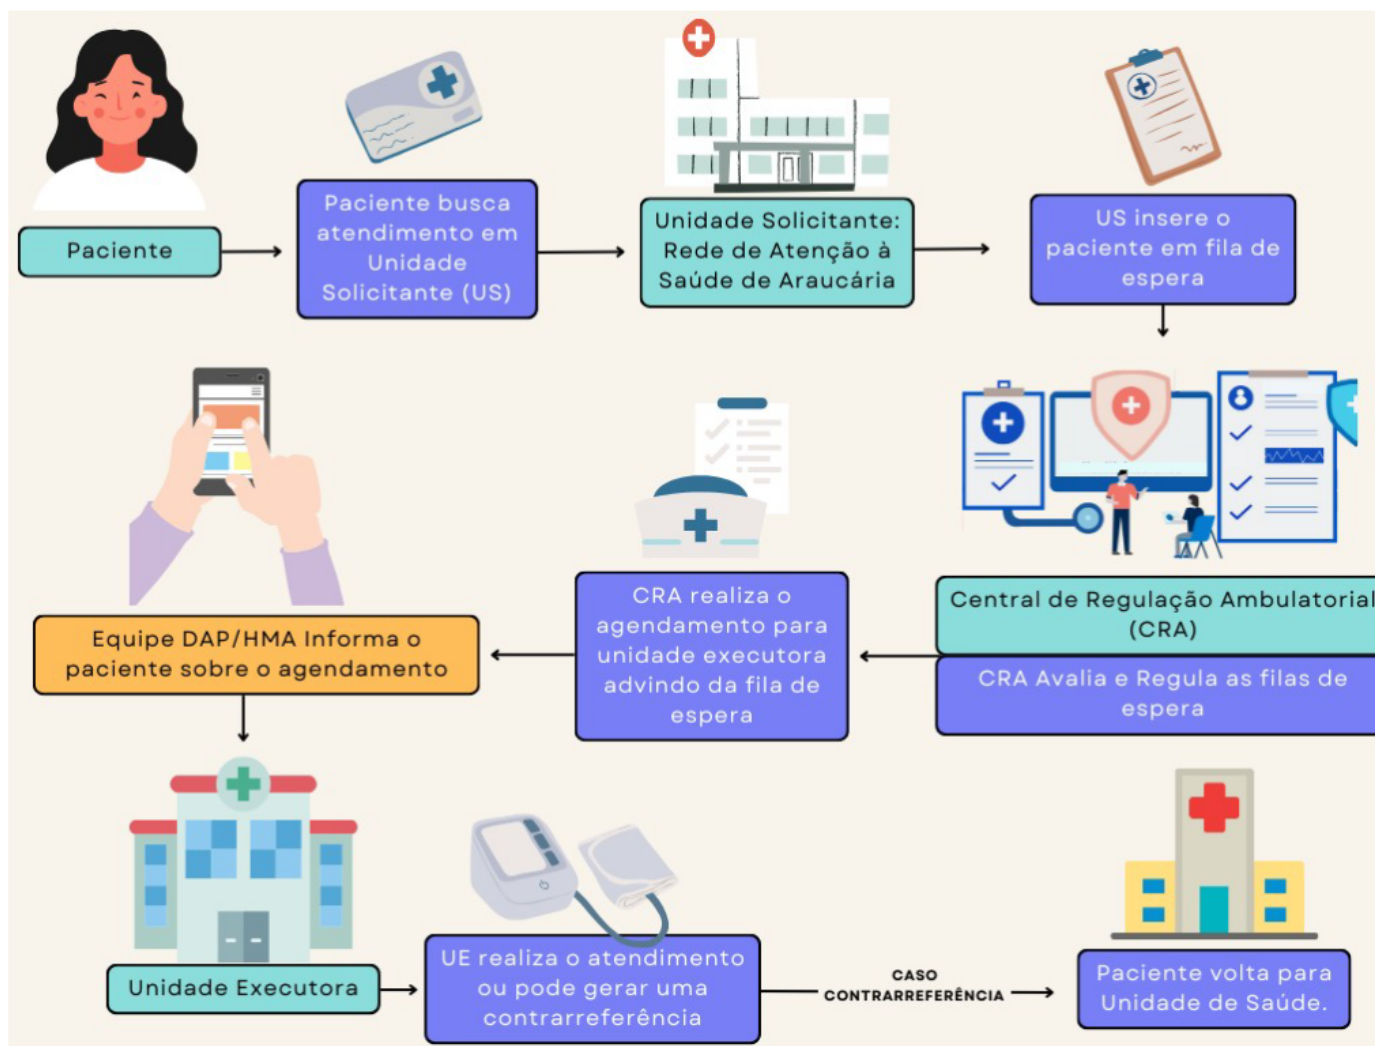 Paciente
Paciente busca
atendimento em
Unidade
Solicitante (US)
Unidade Solicitante:
Rede de Atenção à
Saúde de Araucária
US insere o
paciente em fila de
espera
Central de Regulação Ambulatorial
(CRA)
CRA Avalia e Regula as filas de
espera
CRA realiza o
agendamento para
unidade executora
advindo da fila de
espera
Equipe DAP/HMA Informa o
paciente sobre o agendamento
Unidade Executora
UE realiza o atendimento
ou pode gerar uma
contrarreferência
CASO
CONTRARREFERÊNCIA
Paciente volta para
Unidade de Saúde.